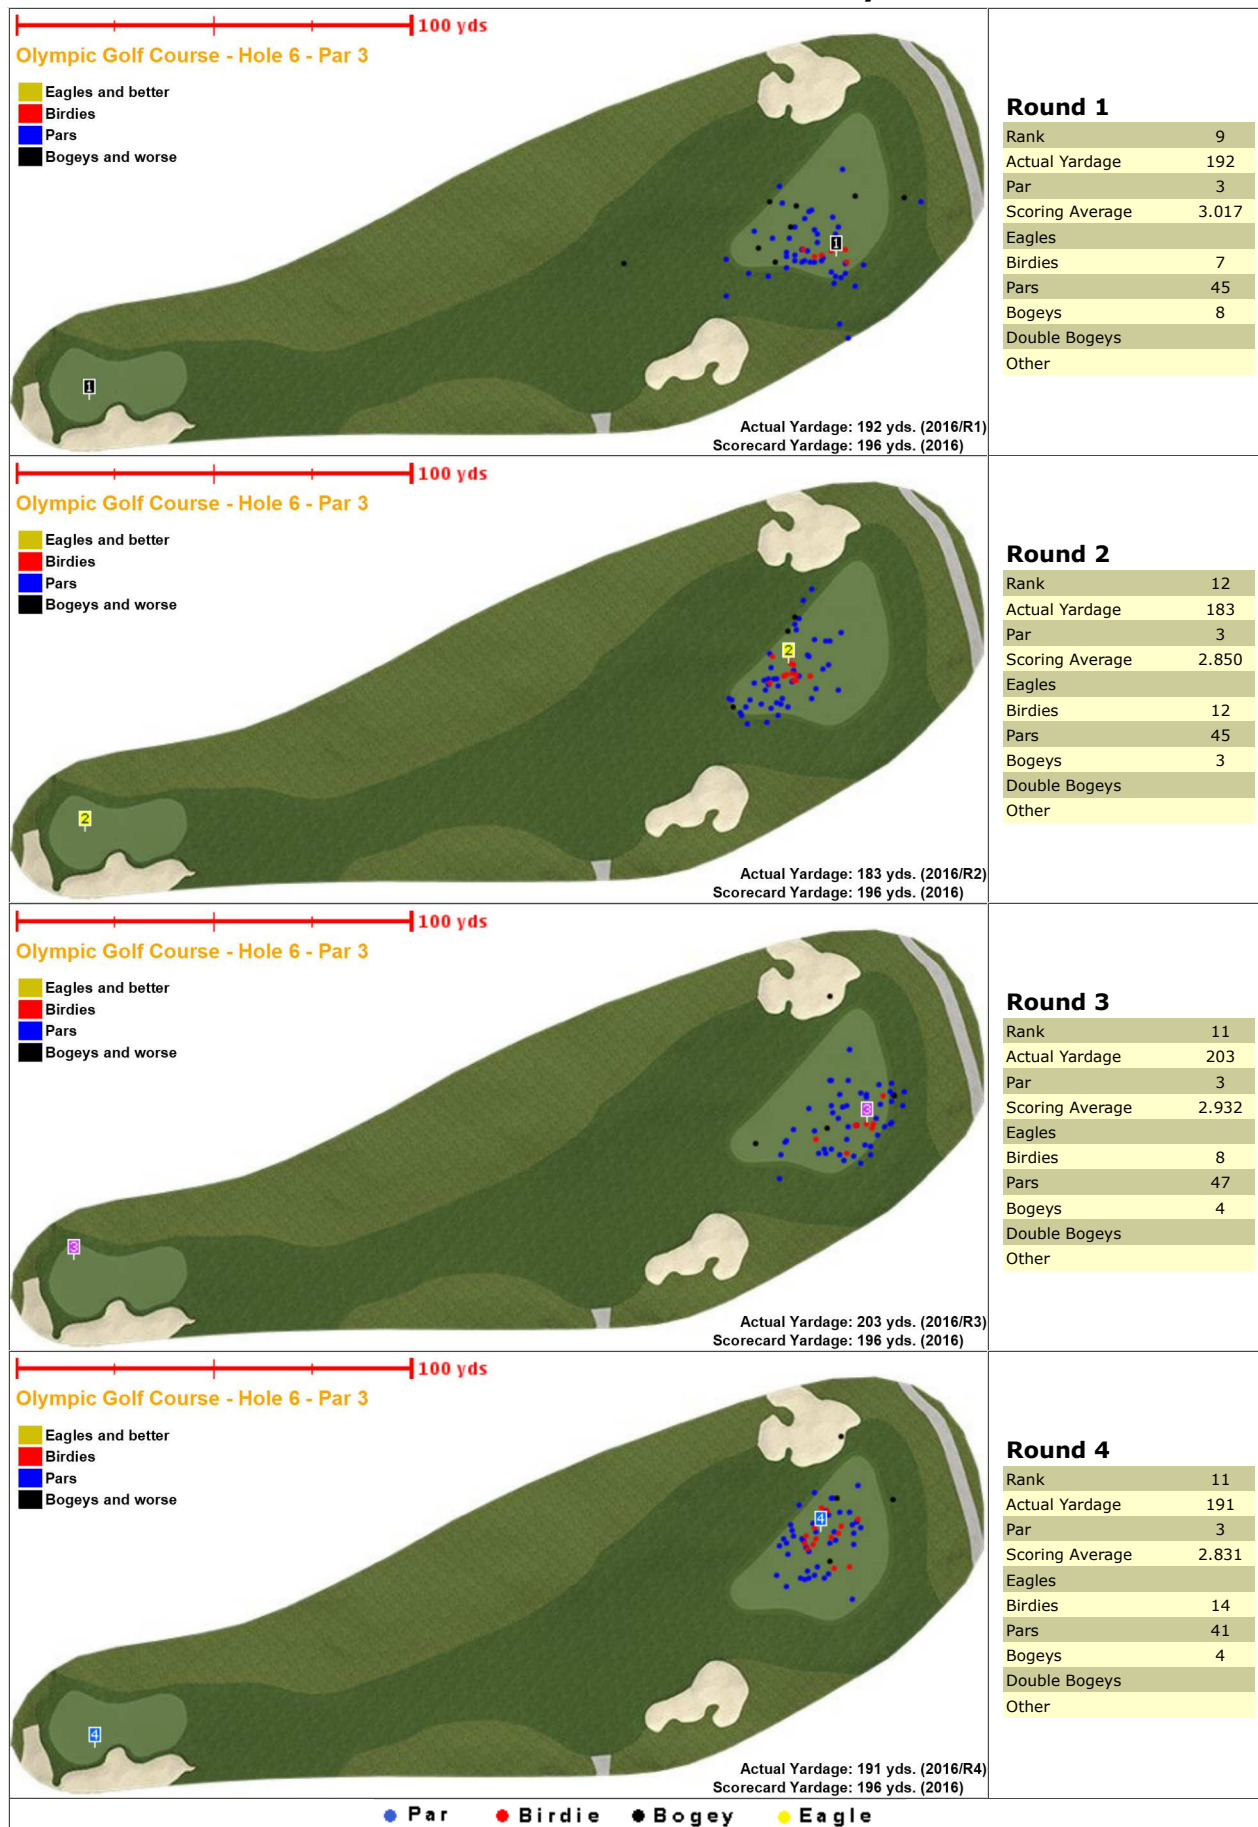 100 yds
Olympic Golf Course - Hole 6 - Par 3
Eagles and better
Birdies
Pars
Bogeys and worse
1
1
Actual Yardage: 192 yds. (2016/R1)
Scorecard Yardage: 196 yds. (2016)
Round 1
Rank 9
Actual Yardage 192
Par 3
Scoring Average 3.017
Eagles
Birdies 7
Pars 45
Bogeys 8
Double Bogeys
Other
100 yds
Olympic Golf Course - Hole 6 - Par 3
Eagles and better
Birdies
Pars
Bogeys and worse
2
2
Actual Yardage: 183 yds. (2016/R2)
Scorecard Yardage: 196 yds. (2016)
Round 2
Rank 12
Actual Yardage 183
Par 3
Scoring Average 2.850
Eagles
Birdies 12
Pars 45
Bogeys 3
Double Bogeys
Other
100 yds
Olympic Golf Course - Hole 6 - Par 3
Eagles and better
Birdies
Pars
Bogeys and worse
3
3
Actual Yardage: 203 yds. (2016/R3)
Scorecard Yardage: 196 yds. (2016)
Round 3
Rank 11
Actual Yardage 203
Par 3
Scoring Average 2.932
Eagles
Birdies 8
Pars 47
Bogeys 4
Double Bogeys
Other
100 yds
Olympic Golf Course - Hole 6 - Par 3
Eagles and better
Birdies
Pars
Bogeys and worse
4
4
Actual Yardage: 191 yds. (2016/R4)
Scorecard Yardage: 196 yds. (2016)
Round 4
Rank 11
Actual Yardage 191
Par 3
Scoring Average 2.831
Eagles
Birdies 14
Pars 41
Bogeys 4
Double Bogeys
Other
Par Birdie Bogey Eagle